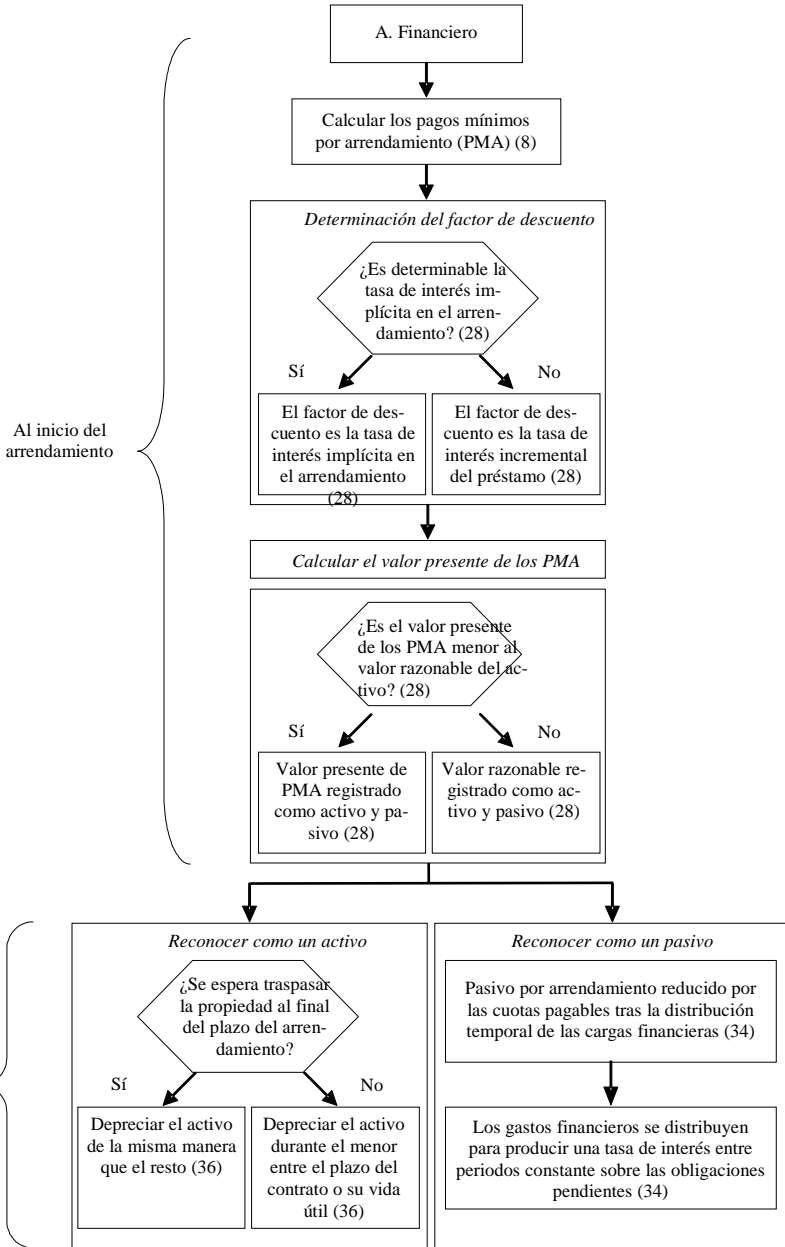 A. Financiero
Calcular los pagos mínimos
por arrendamiento (PMA) (8)
Determinación del factor de descuento
¿Es determinable la
tasa de interés im-
plícita en el arren-
damiento? (28)
Sí
No
El factor de des-
cuento es la tasa de
interés implícita en
el arrendamiento
(28)
El factor de des-
cuento es la tasa de
interés incremental
del préstamo (28)
Al inicio del
arrendamiento
Calcular el valor presente de los PMA
¿Es el valor presente
de los PMA menor al
valor razonable del ac-
tivo? (28)
Sí
No
Valor presente de
PMA registrado
como activo y pa-
sivo (28)
Valor razonable re-
gistrado como ac-
tivo y pasivo (28)
Reconocer como un activo
¿Se espera traspasar
la propiedad al final
del plazo del arren-
damiento?
Sí
No
Depreciar el activo
de la misma manera
que el resto (36)
Depreciar el activo
durante el menor
entre el plazo del
contrato o su vida
útil (36)
Reconocer como un pasivo
Pasivo por arrendamiento reducido por
las cuotas pagables tras la distribución
temporal de las cargas financieras (34)
Los gastos financieros se distribuyen
para producir una tasa de interés entre
periodos constante sobre las obligaciones
pendientes (34)